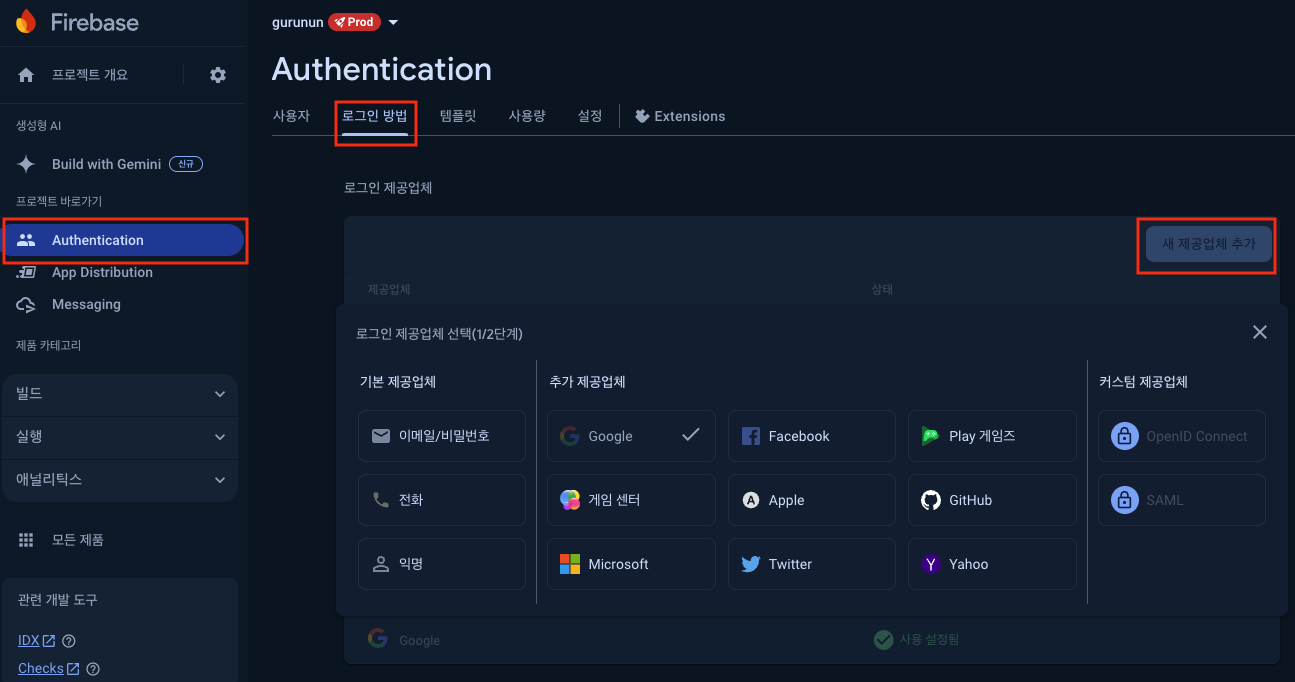 Firebase
프로젝트 개요
생성형 AI
Build with Gemini 신규
프로젝트 바로가기
Authentication
App Distribution
Messaging
제품 카테고리
빌드
실행
애널리틱스
모든 제품
관련 개발 도구
IDX
Checks
gurunun Prod
Authentication
사용자 로그인 방법 템플릿 사용량 설정 Extensions
로그인 제공업체
새 제공업체 추가
제공업체 상태
로그인 제공업체 선택(1/2단계)
기본 제공업체 추가 제공업체 커스텀 제공업체
이메일/비밀번호 Google Facebook Play 게임즈 OpenID Connect
전화 게임 센터 Apple GitHub SAML
익명 Microsoft Twitter Yahoo
Google 사용 설정됨